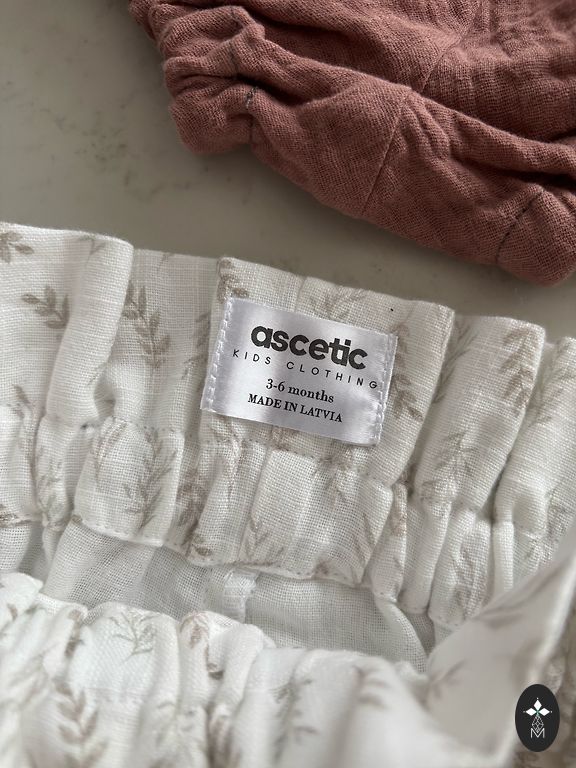 ascetic
KIDS CLOTHING
3-6 months
MADE IN LATVIA
M